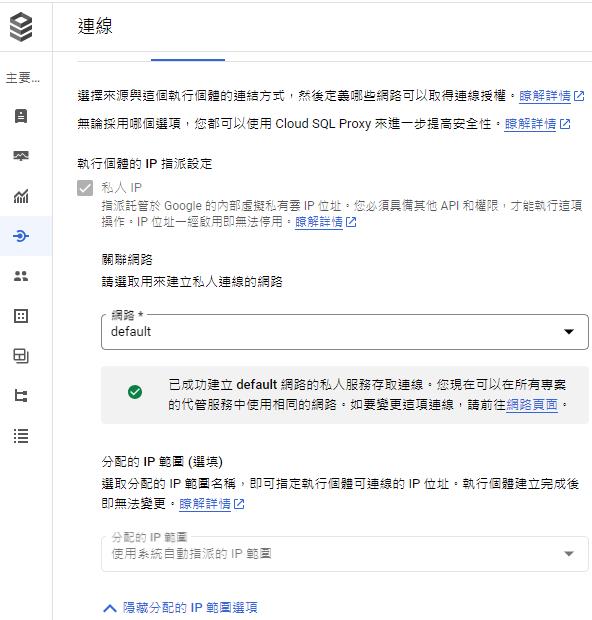 連線
主要...
選擇來源與這個執行個體的連結方式，然後定義哪些網路可以取得連線授權。瞭解詳情
無論採用哪個選項，您都可以使用 Cloud SQL Proxy 來進一步提高安全性。瞭解詳情
執行個體的 IP 指派設定
私人 IP
指派託管於 Google 的內部虛擬私有雲 IP 位址。您必須具備其他 API 和權限，才能執行這項
操作。IP 位址一經啟用即無法停用。瞭解詳情
關聯網路
請選取用來建立私人連線的網路
網路 *
default
已成功建立 default 網路的私人服務存取連線。您現在可以在所有專案
的代管服務中使用相同的網路。如要變更這項連線，請前往網路頁面。
分配的 IP 範圍 (選填)
選取分配的 IP 範圍名稱，即可指定執行個體可連線的 IP 位址。執行個體建立完成後
即無法變更。瞭解詳情
分配的 IP 範圍
使用系統自動指派的 IP 範圍
隱藏分配的 IP 範圍選項